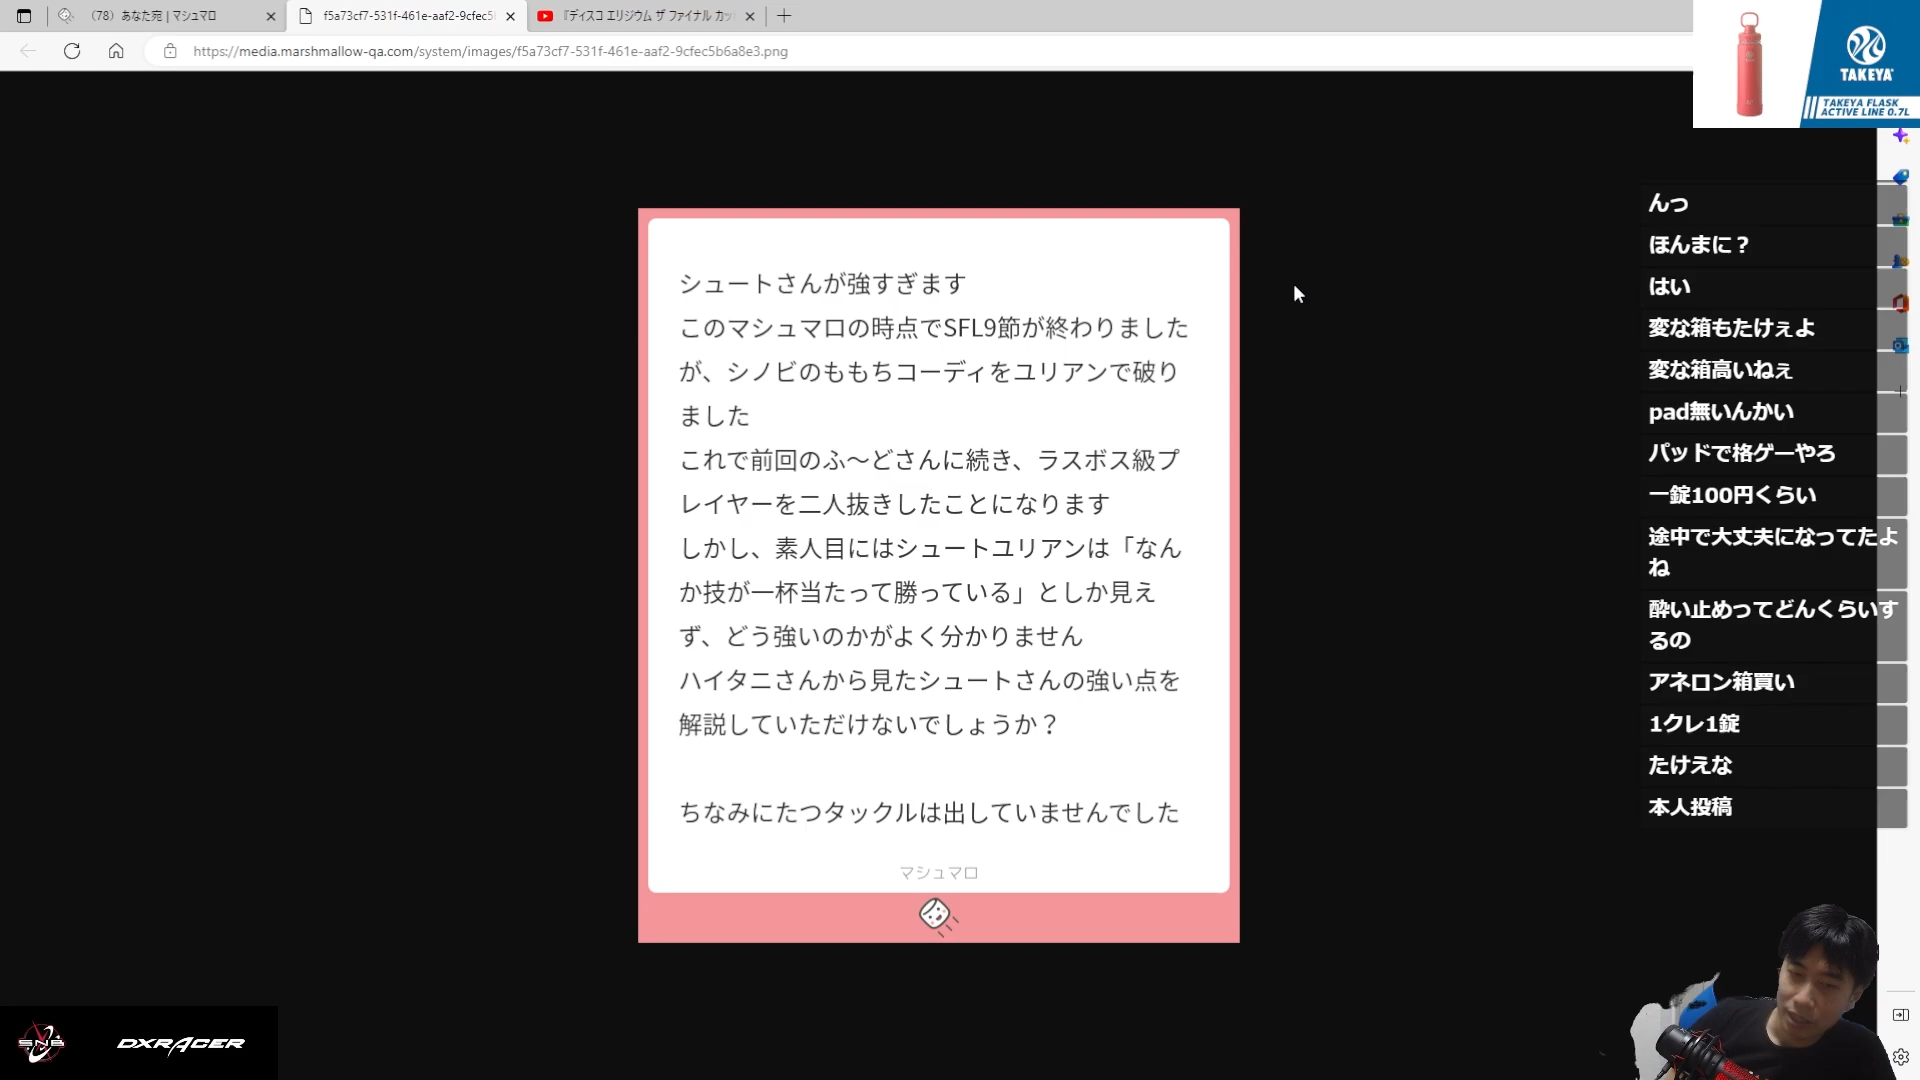 (78) あなた宛 | マシュマロ
f5a73cf7-531f-461e-aaf2-9cfec5
『ディスコ エリジウム ザ ファイナル カッ
https://media.marshmallow-qa.com/system/images/f5a73cf7-531f-461e-aaf2-9cfec5b6a8e3.png
TAKEYA
TAKEYA FLASK
ACTIVE LINE 0.7L
シュートさんが強すぎます
このマシュマロの時点でSFL9節が終わりました
が、シノビのももちコーディをユリアンで破り
ました
これで前回のふ～どさんに続き、ラスボス級プ
レイヤーを二人抜きしたことになります
しかし、素人目にはシュートユリアンは「なん
か技が一杯当たって勝っている」としか見え
ず、どう強いのかがよく分かりません
ハイタニさんから見たシュートさんの強い点を
解説していただけないでしょうか？
ちなみにたつタックルは出していませんでした
マシュマロ
んつ
ほんまに？
はい
変な箱もたけぇよ
変な箱高いねぇ
pad無いんかい
パッドで格ゲーやろ
一錠100円くらい
途中で大丈夫になってたよ
ね
酔い止めってどんくらいす
るの
アネロン箱買い
1クレ1錠
たけえな
本人投稿
SNB
DXRACER